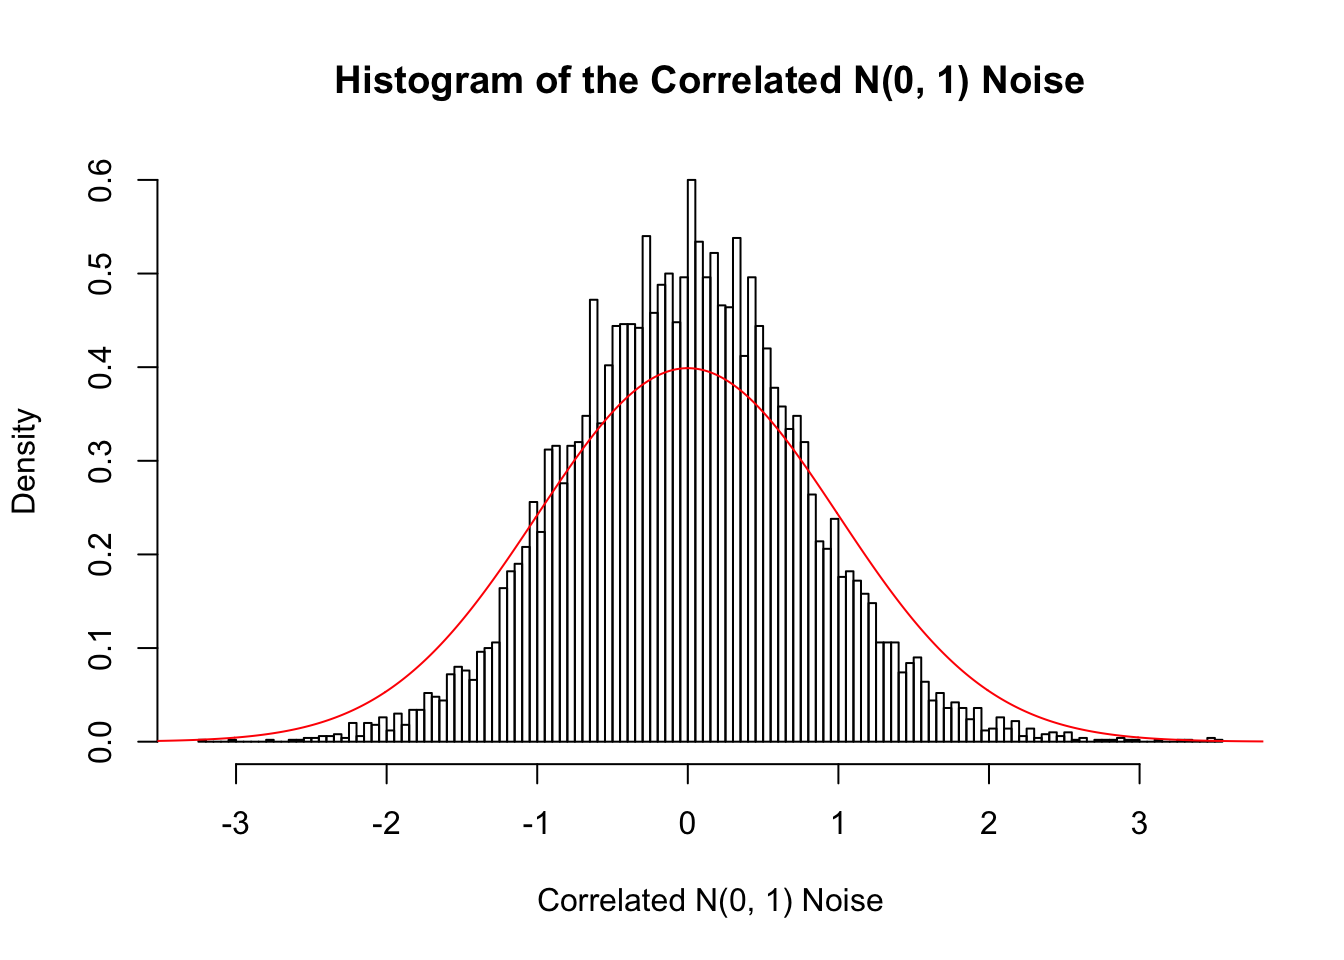 Histogram of the Correlated N(0, 1) Noise
0.6
0.5
0.4
0.3
0.2
0.1
0.0
Density
-3 -2 -1 0 1 2 3
Correlated N(0, 1) Noise